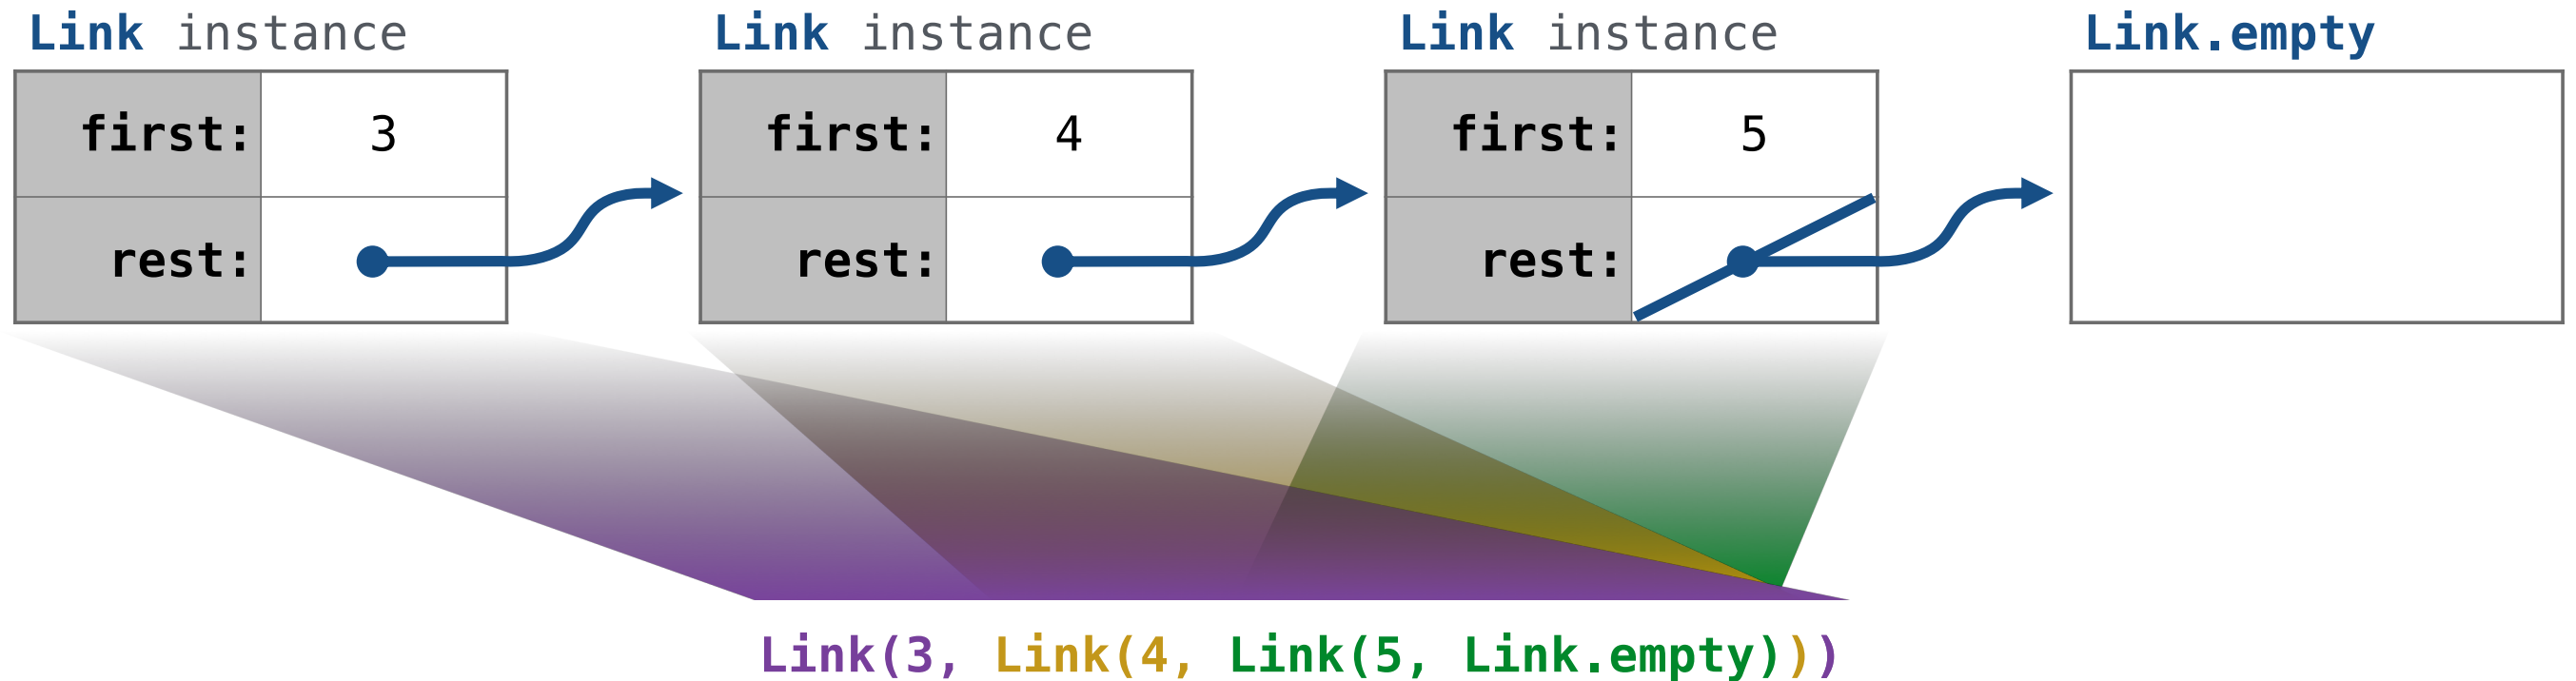 Link instance Link instance Link instance Link.empty
first: 3 first: 4 first: 5
rest: rest: rest:
Link(3, Link(4, Link(5, Link.empty)))